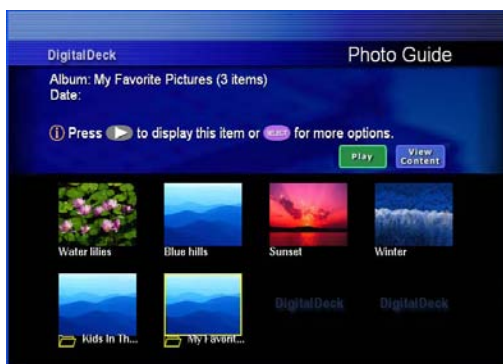 DigitalDeck
Photo Guide
Album: My Favorite Pictures (3 items)
Date:
Press to display this item or SELECT for more options.
Play
View Content
Water lilies
Blue hills
Sunset
Winter
Kids In Th...
My Favorit...
DigitalDeck
DigitalDeck